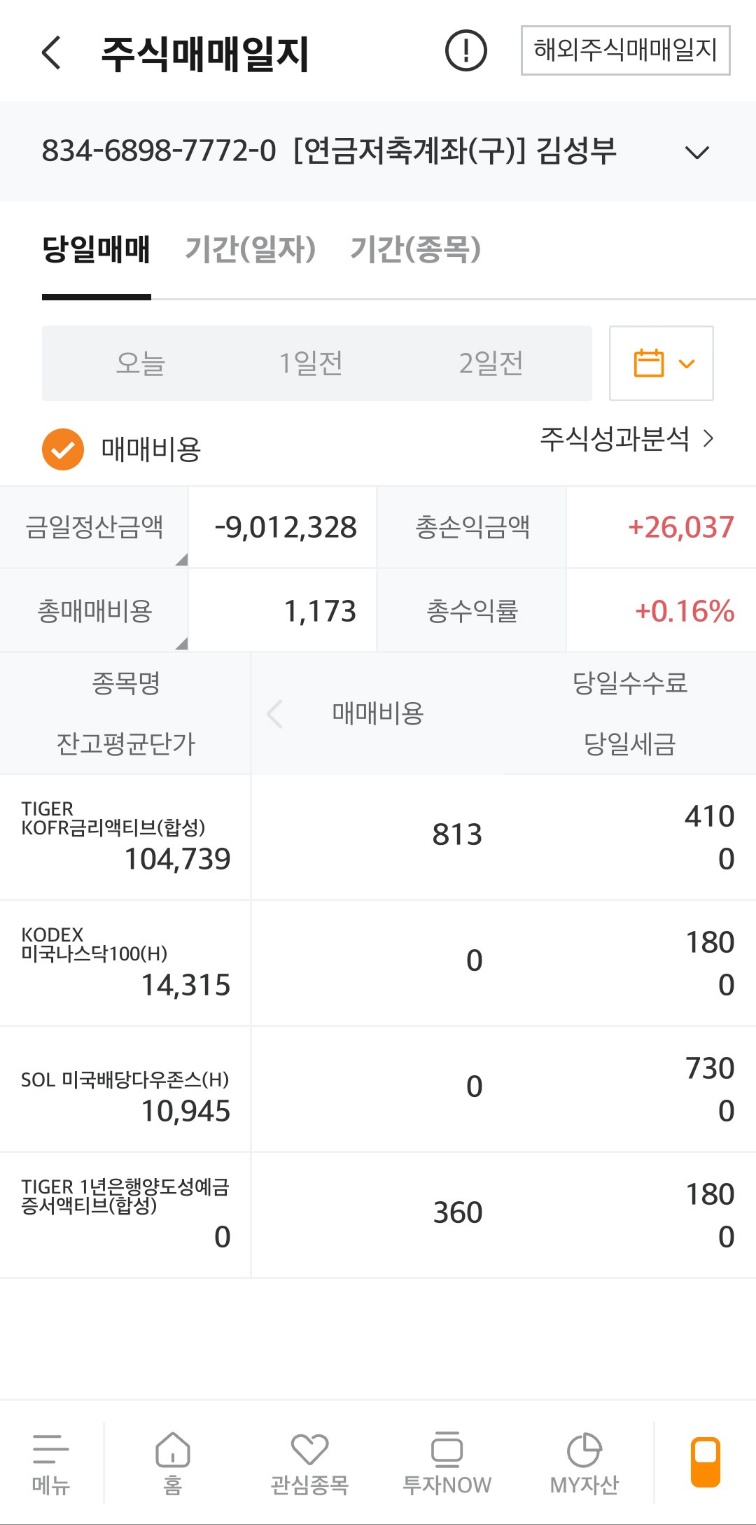 주식매매일지
해외주식매매일지
834-6898-7772-0 [연금저축계좌(구)] 김성부
당일매매 기간(일자) 기간(종목)
오늘 1일전 2일전
매매비용
주식성과분석
금일정산금액 -9,012,328 총손익금액 +26,037
총매매비용 1,173 총수익률 +0.16%
종목명
잔고평균단가
매매비용
당일수수료
당일세금
TIGER
KOFR금리액티브(합성)
104,739
813
410
0
KODEX
미국나스닥100(H)
14,315
0
180
0
SOL 미국배당다우존스(H)
10,945
0
730
0
TIGER 1년은행양도성예금
증서액티브(합성)
0
360
180
0
메뉴 홈 관심종목 투자NOW MY자산